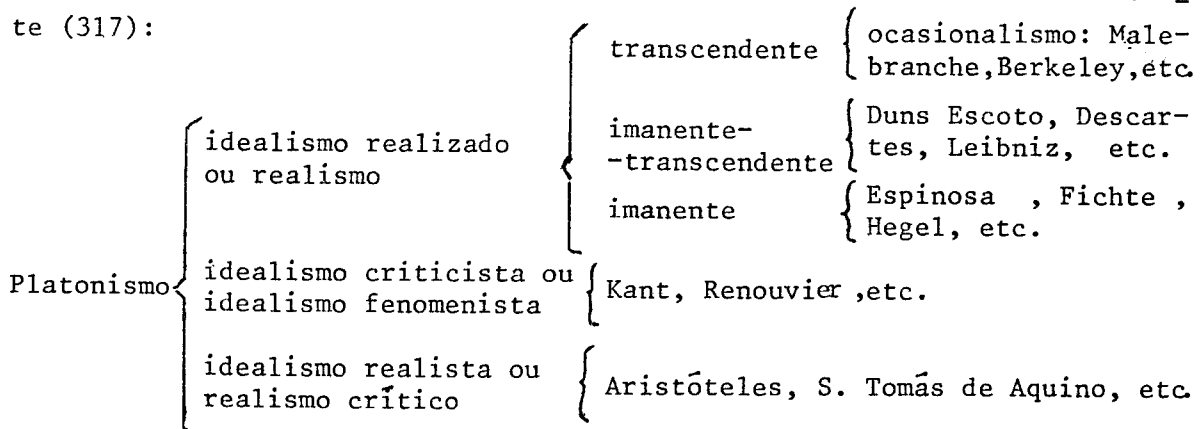 te (317):
transcendente
ocasionalismo: Male-
branche,Berkeley,etc.
idealismo realizado
ou realismo
imanente-
-transcendente
Duns Escoto, Descar-
tes, Leibniz, etc.
imanente
Espinosa , Fichte ,
Hegel, etc.
Platonismo
idealismo criticista ou
idealismo fenomenista
Kant, Renouvier ,etc.
idealismo realista ou
realismo crítico
Aristóteles, S. Tomás de Aquino, etc.